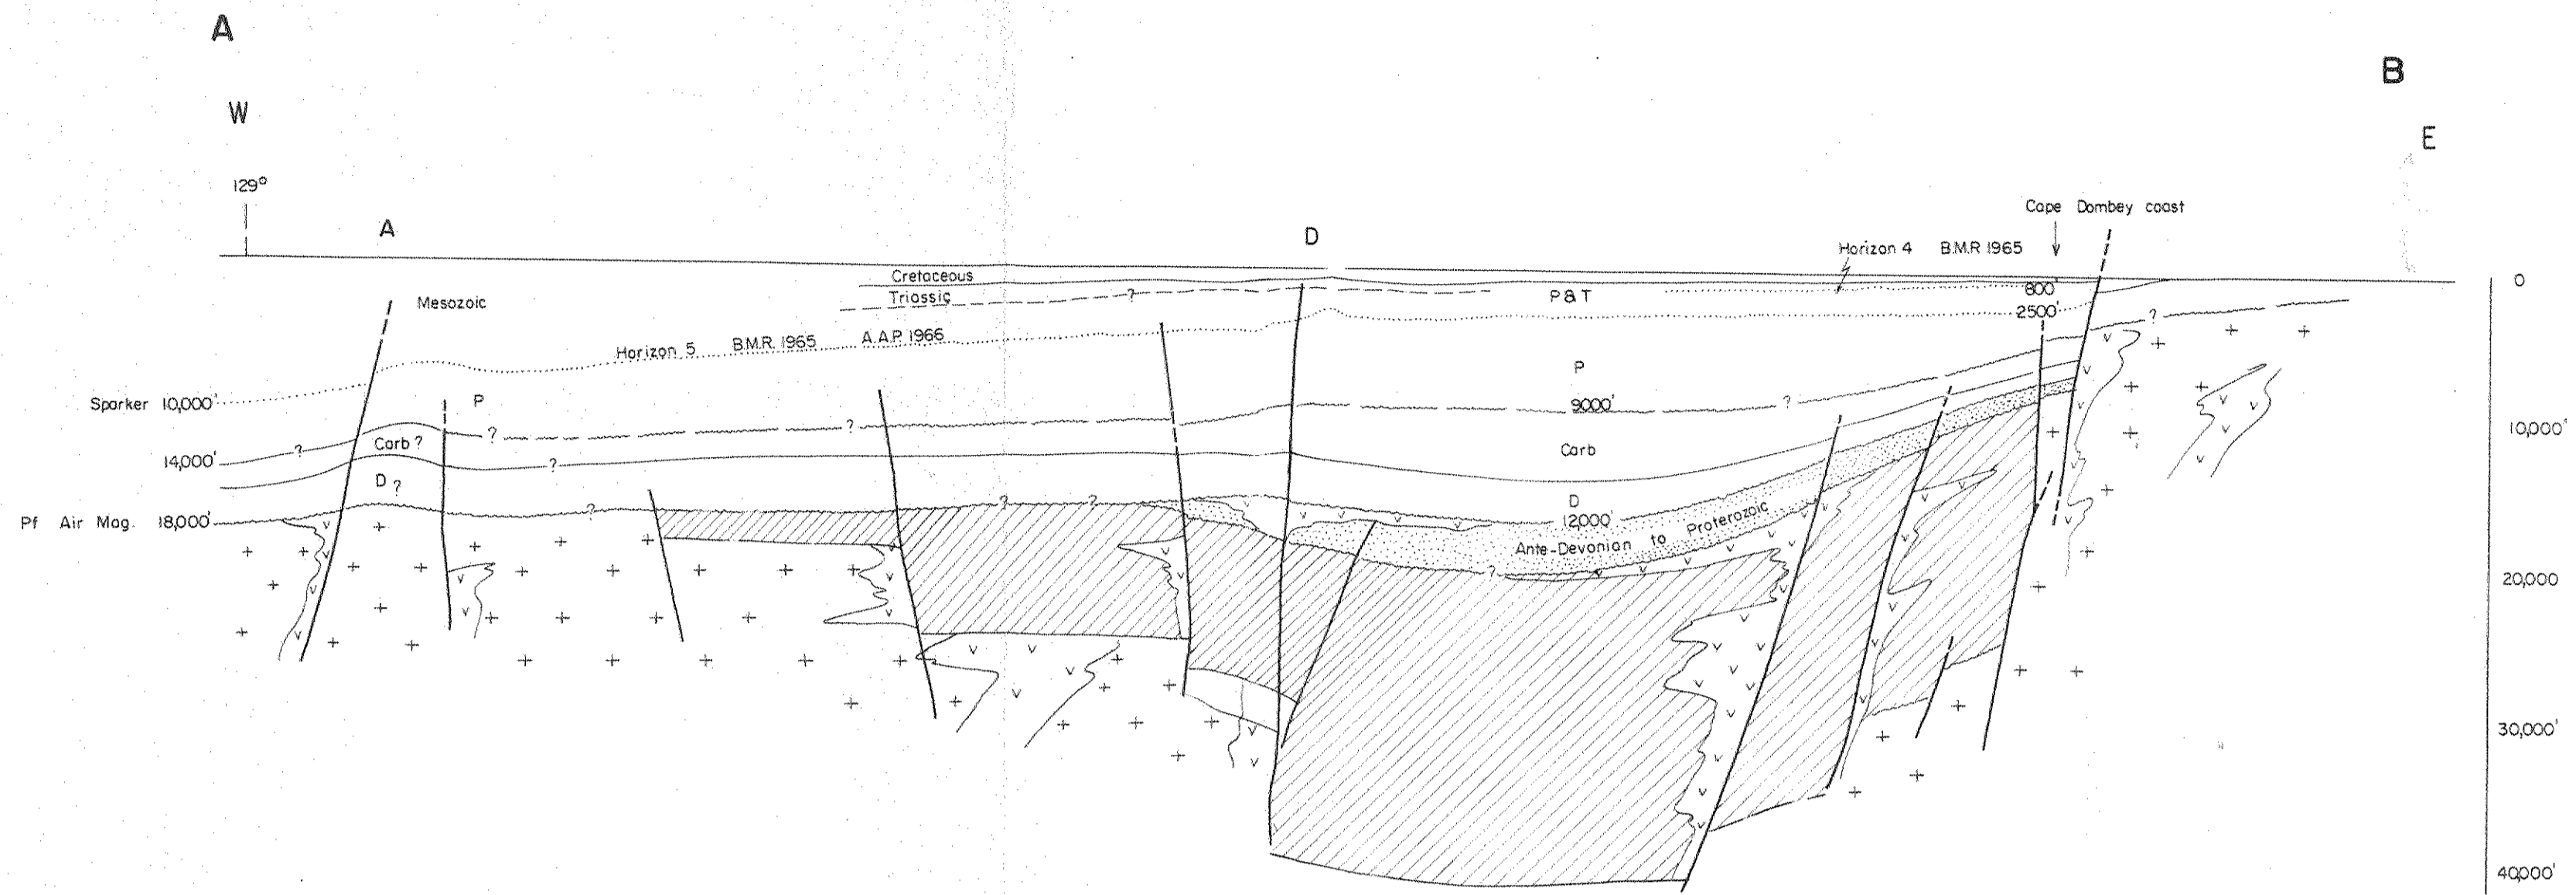 A
B
W
E
129°
Cape Dombey coast
A
D
Horizon 4 B.M.R 1965
Cretaceous
O
Mesozoic
Triassic
?
P & T
800'
2500'
?
Horizon 5 B.M.R. 1965 A.A.P. 1966
P
Sparker 10,000'
P
9000'
?
?
?
10,000'
?
Carb ?
Carb
14,000'
?
D ?
D
12,000'
Pf Air Mag. 18,000'
?
?
?
Ante-Devonian to Proterozoic
?
20,000
30,000'
40,000'